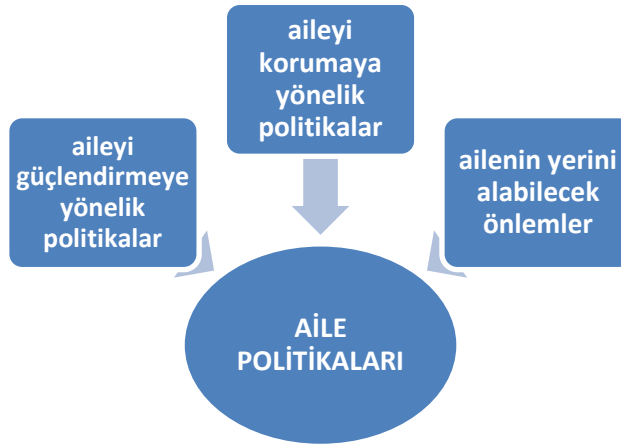 aileyi
korumaya
yönelik
politikalar
aileyi
güçlendirmeye
yönelik
politikalar
ailenin yerini
alabilecek
önlemler
AİLE
POLİTİKALARI